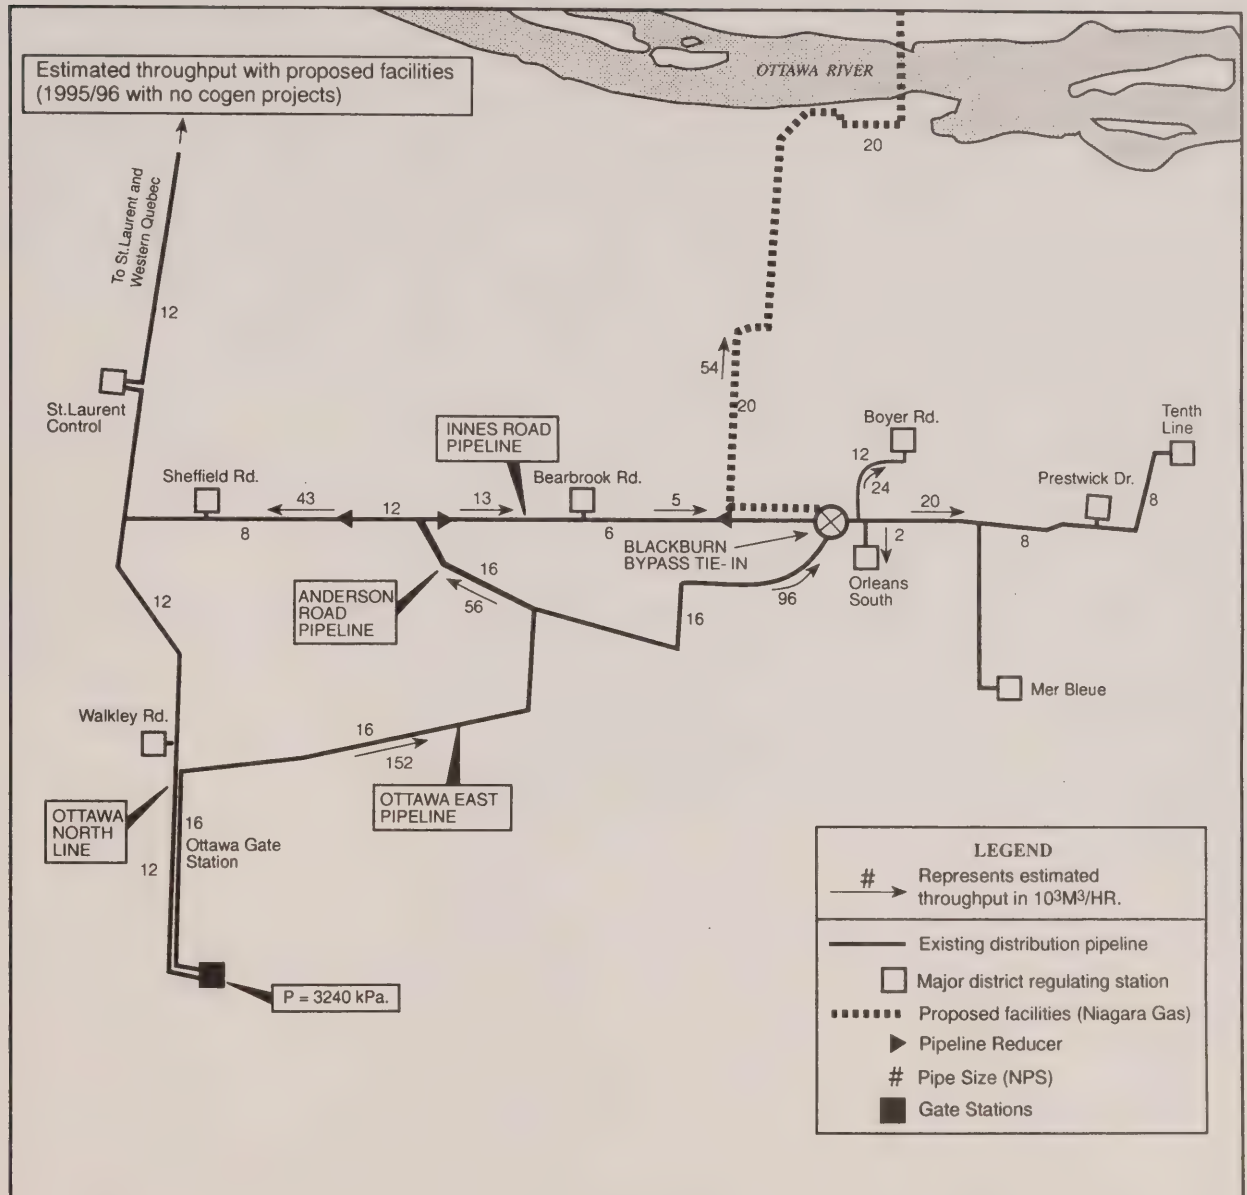 Estimated throughput with proposed facilities
(1995/96 with no cogen projects)
OTTAWA RIVER
20
To St.Laurent and
Western Quebec
12
54
20
St.Laurent
Control
INNES ROAD
PIPELINE
Boyer Rd.
Tenth
Line
Sheffield Rd.
Bearbrook Rd.
Prestwick Dr.
12
24
8
43
12
13
5
20
8
6
2
8
BLACKBURN
BYPASS TIE- IN
Orleans
South
12
ANDERSON
ROAD
PIPELINE
16
56
96
16
Mer Bleue
Walkley Rd.
16
152
OTTAWA EAST
PIPELINE
OTTAWA
NORTH
LINE
16
Ottawa Gate
Station
12
P = 3240 kPa.
LEGEND
#
Represents estimated
throughput in 10³M³/HR.
Existing distribution pipeline
Major district regulating station
Proposed facilities (Niagara Gas)
Pipeline Reducer
# Pipe Size (NPS)
Gate Stations